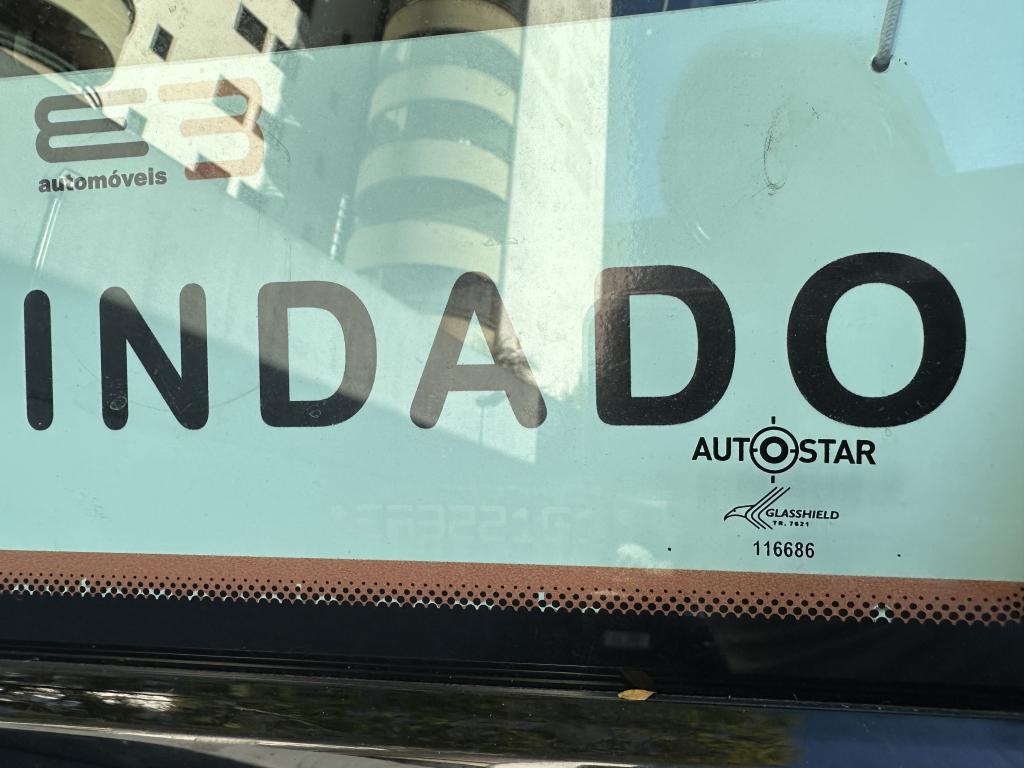 automóveis
INDADO
AUTOSTAR
GLASSHIELD
TR. 7621
116686